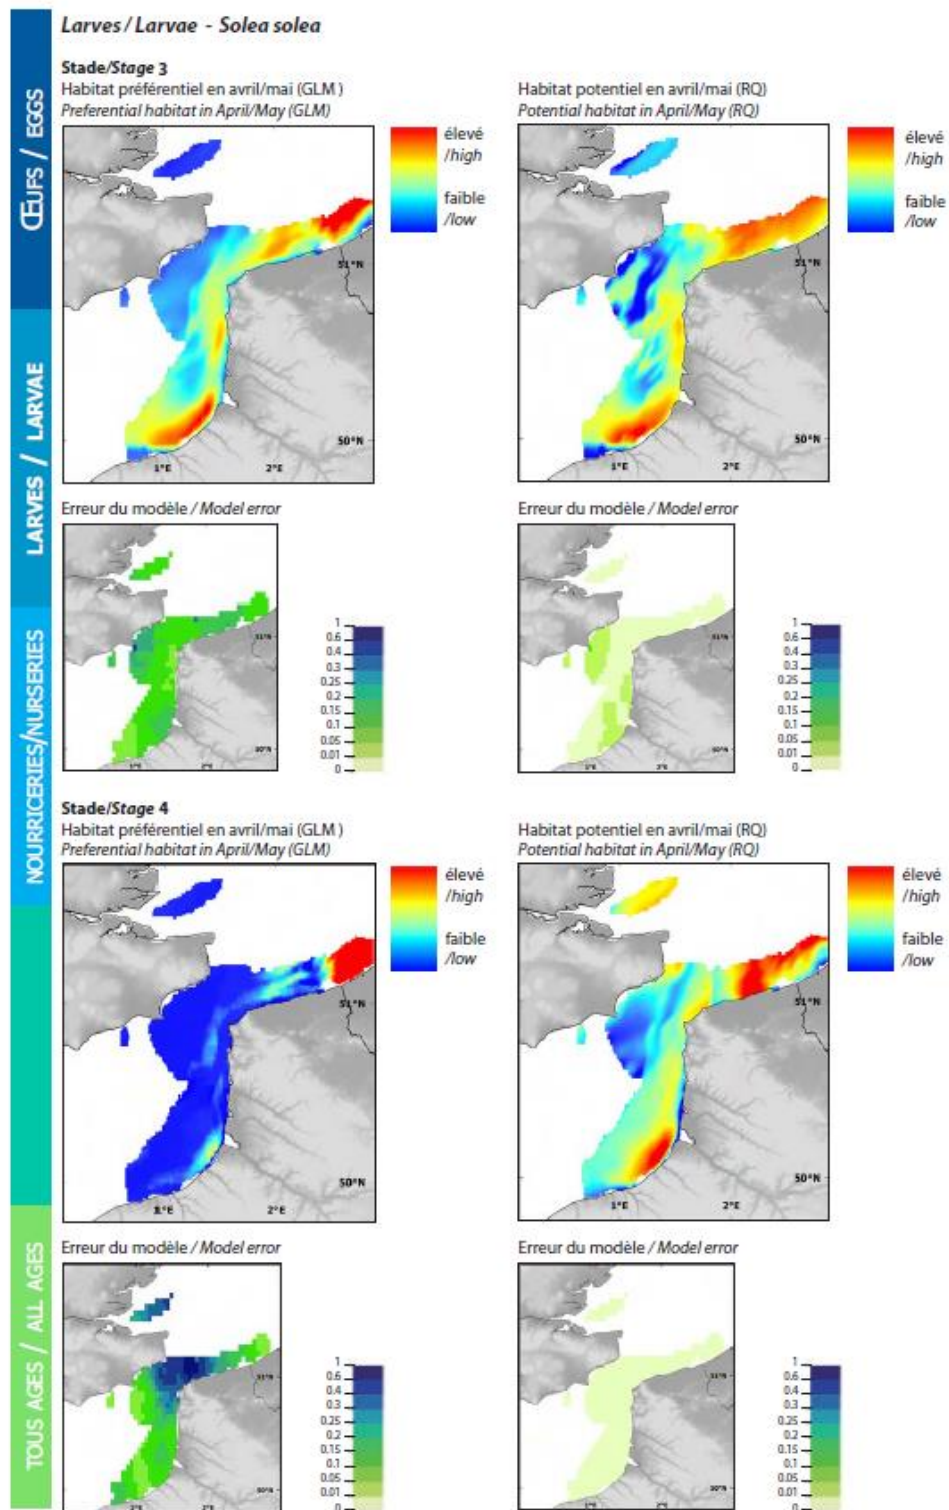 Larves / Larvae - Solea solea
ŒUFS / EGGS
LARVES / LARVAE
NOURRICERIES/NURSERIES
TOUS AGES / ALL AGES
Stade/Stage 3
Habitat préférentiel en avril/mai (GLM )
Preferential habitat in April/May (GLM)
élevé
/high
faible
/low
51°N
50°N
1°E
2°E
Habitat potentiel en avril/mai (RQ)
Potential habitat in April/May (RQ)
élevé
/high
faible
/low
51°N
50°N
1°E
2°E
Erreur du modèle / Model error
1
0.6
0.4
0.3
0.25
0.2
0.15
0.1
0.05
0.01
0
Erreur du modèle / Model error
1
0.6
0.4
0.3
0.25
0.2
0.15
0.1
0.05
0.01
0
Stade/Stage 4
Habitat préférentiel en avril/mai (GLM )
Preferential habitat in April/May (GLM)
élevé
/high
faible
/low
51°N
50°N
1°E
2°E
Habitat potentiel en avril/mai (RQ)
Potential habitat in April/May (RQ)
élevé
/high
faible
/low
51°N
50°N
1°E
2°E
Erreur du modèle / Model error
1
0.6
0.4
0.3
0.25
0.2
0.15
0.1
0.05
0.01
0
Erreur du modèle / Model error
1
0.6
0.4
0.3
0.25
0.2
0.15
0.1
0.05
0.01
0